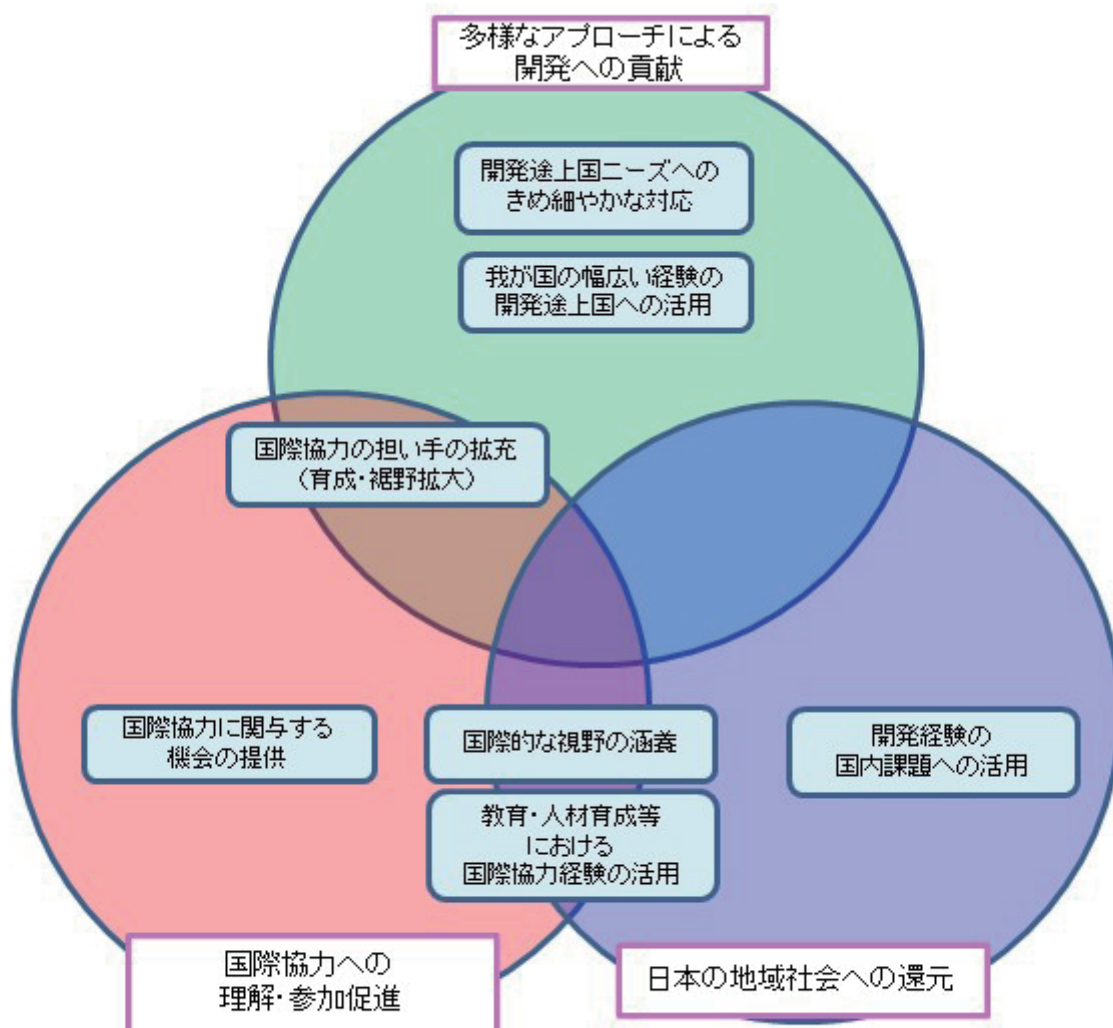 多様なアプローチによる
開発への貢献
開発途上国ニーズへの
きめ細やかな対応
我が国の幅広い経験の
開発途上国への活用
国際協力の担い手の拡充
（育成・裾野拡大）
国際協力に関与する
機会の提供
国際的な視野の涵養
開発経験の
国内課題への活用
教育・人材育成等
における
国際協力経験の活用
国際協力への
理解・参加促進
日本の地域社会への還元